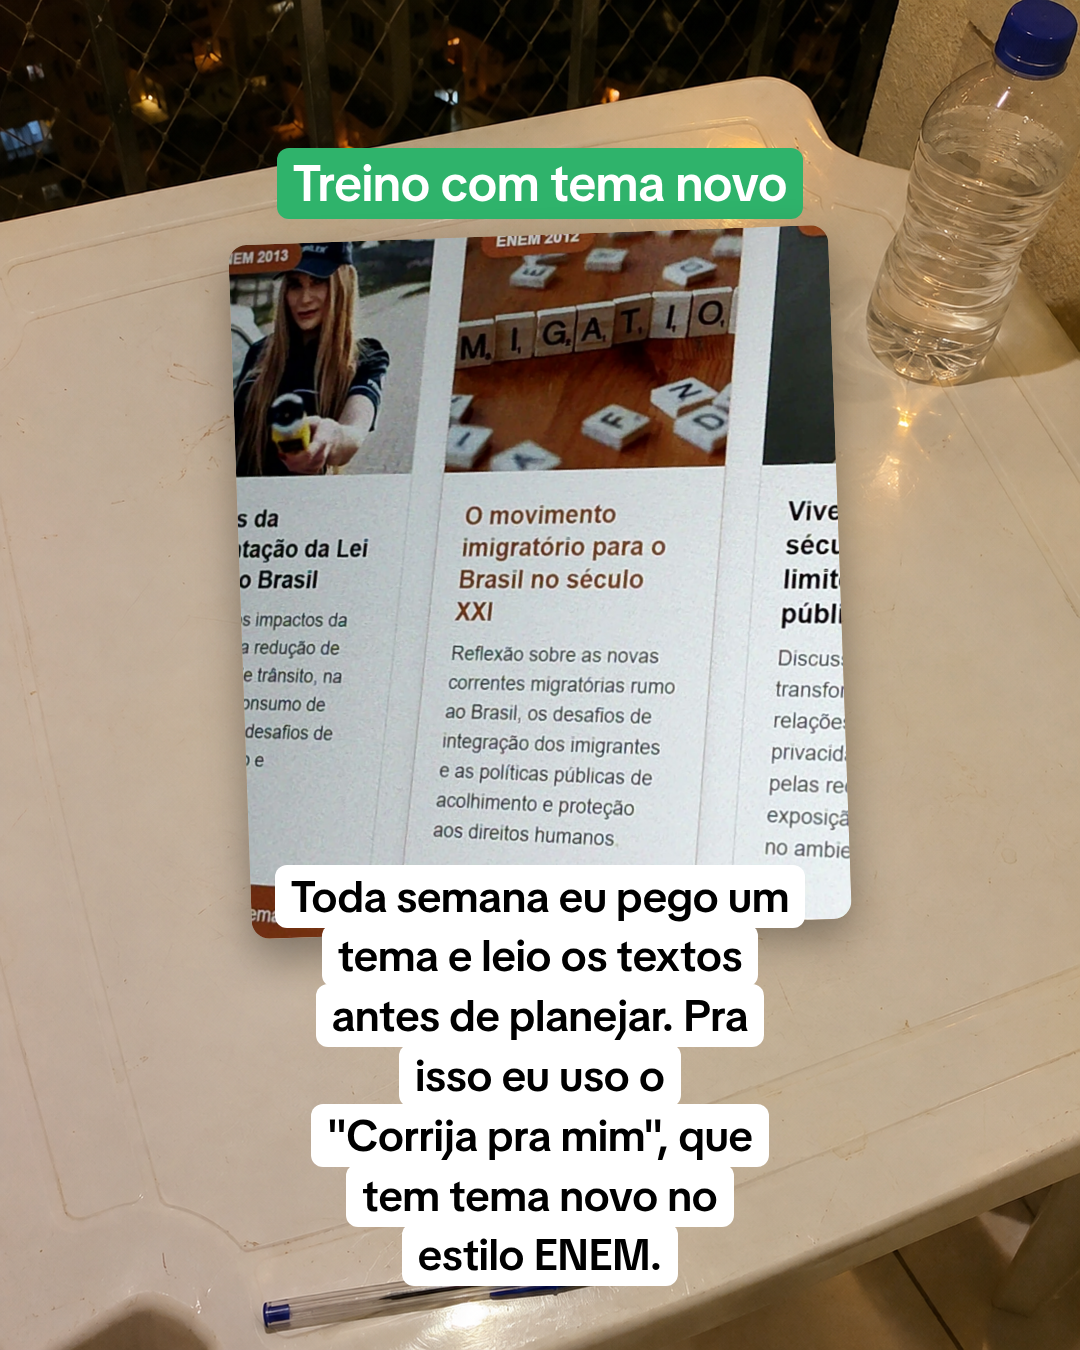 Treino com tema novo
ENEM 2013
ENEM 2012
MIGATIO
s da
tação da Lei
o Brasil
s impactos da
a redução de
e trânsito, na
onsumo de
desafios de
o e
O movimento
imigratório para o
Brasil no século
XXI
Reflexão sobre as novas
correntes migratórias rumo
ao Brasil, os desafios de
integração dos imigrantes
e as políticas públicas de
acolhimento e proteção
aos direitos humanos.
Vive
sécu
limit
públi
Discus
transfor
relações
privacid
pelas re
exposiçã
no ambie
Toda semana eu pego um
tema e leio os textos
antes de planejar. Pra
isso eu uso o
"Corrija pra mim", que
tem tema novo no
estilo ENEM.